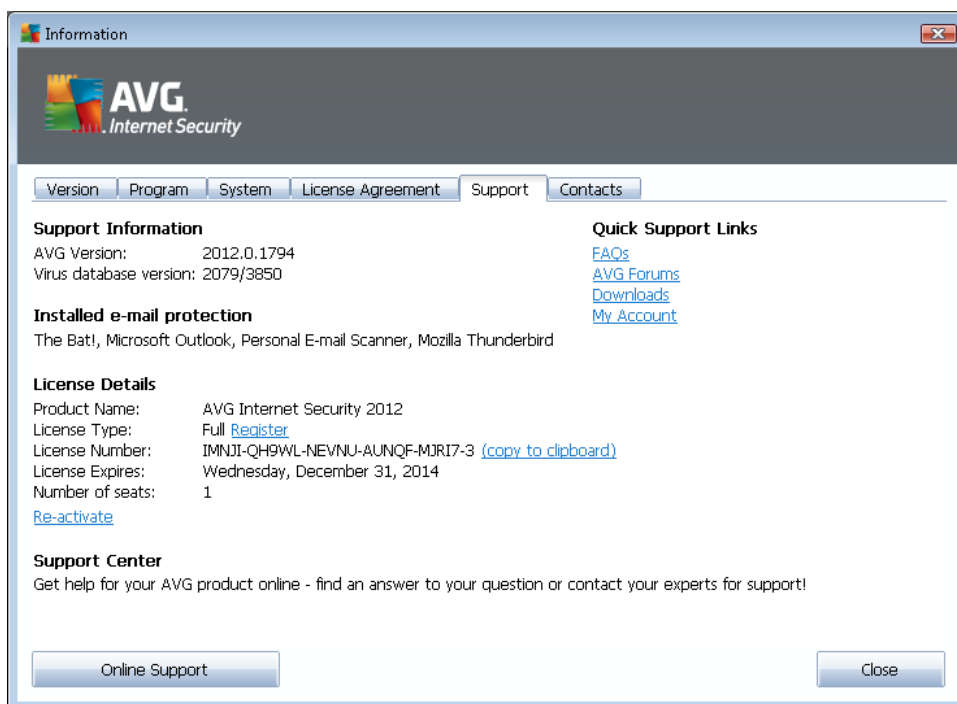 Information
AVG.
Internet Security
Version Program System License Agreement Support Contacts
Support Information
AVG Version: 2012.0.1794
Virus database version: 2079/3850
Installed e-mail protection
The Bat!, Microsoft Outlook, Personal E-mail Scanner, Mozilla Thunderbird
License Details
Product Name: AVG Internet Security 2012
License Type: Full Register
License Number: IMNJI-QH9WL-NEVNU-AUNQF-MJRI7-3 (copy to clipboard)
License Expires: Wednesday, December 31, 2014
Number of seats: 1
Re-activate
Support Center
Get help for your AVG product online - find an answer to your question or contact your experts for support!
Quick Support Links
FAQs
AVG Forums
Downloads
My Account
Online Support
Close